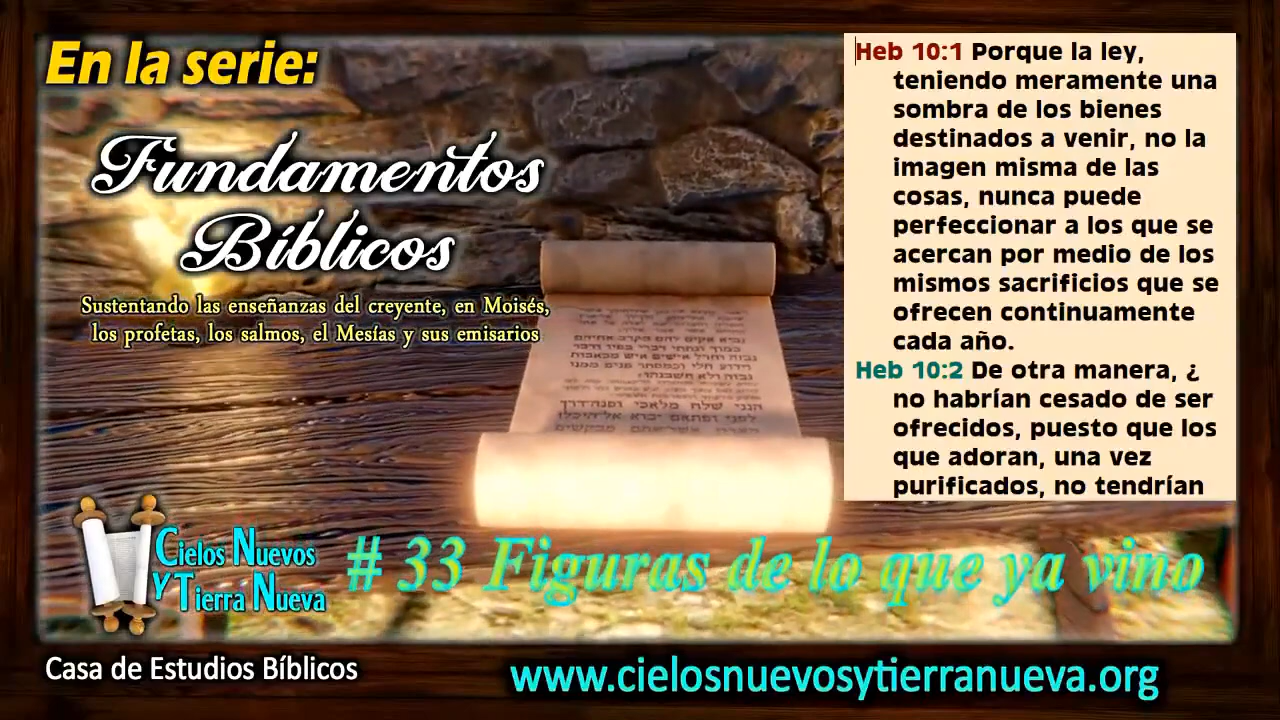 En la serie:
Fundamentos
Bíblicos
Sustentando las enseñanzas del creyente, en Moisés,
los profetas, los salmos, el Mesías y sus emisarios
Heb 10:1 Porque la ley,
teniendo meramente una
sombra de los bienes
destinados a venir, no la
imagen misma de las
cosas, nunca puede
perfeccionar a los que se
acercan por medio de los
mismos sacrificios que se
ofrecen continuamente
cada año.
Heb 10:2 De otra manera, ¿
no habrían cesado de ser
ofrecidos, puesto que los
que adoran, una vez
purificados, no tendrían
הנני שלח מלאכי ופנה דרך
Cielos Nuevos
Y Tierra Nueva
# 33 Figuras de lo que ya vino
Casa de Estudios Bíblicos
www.cielosnuevosytierranueva.org